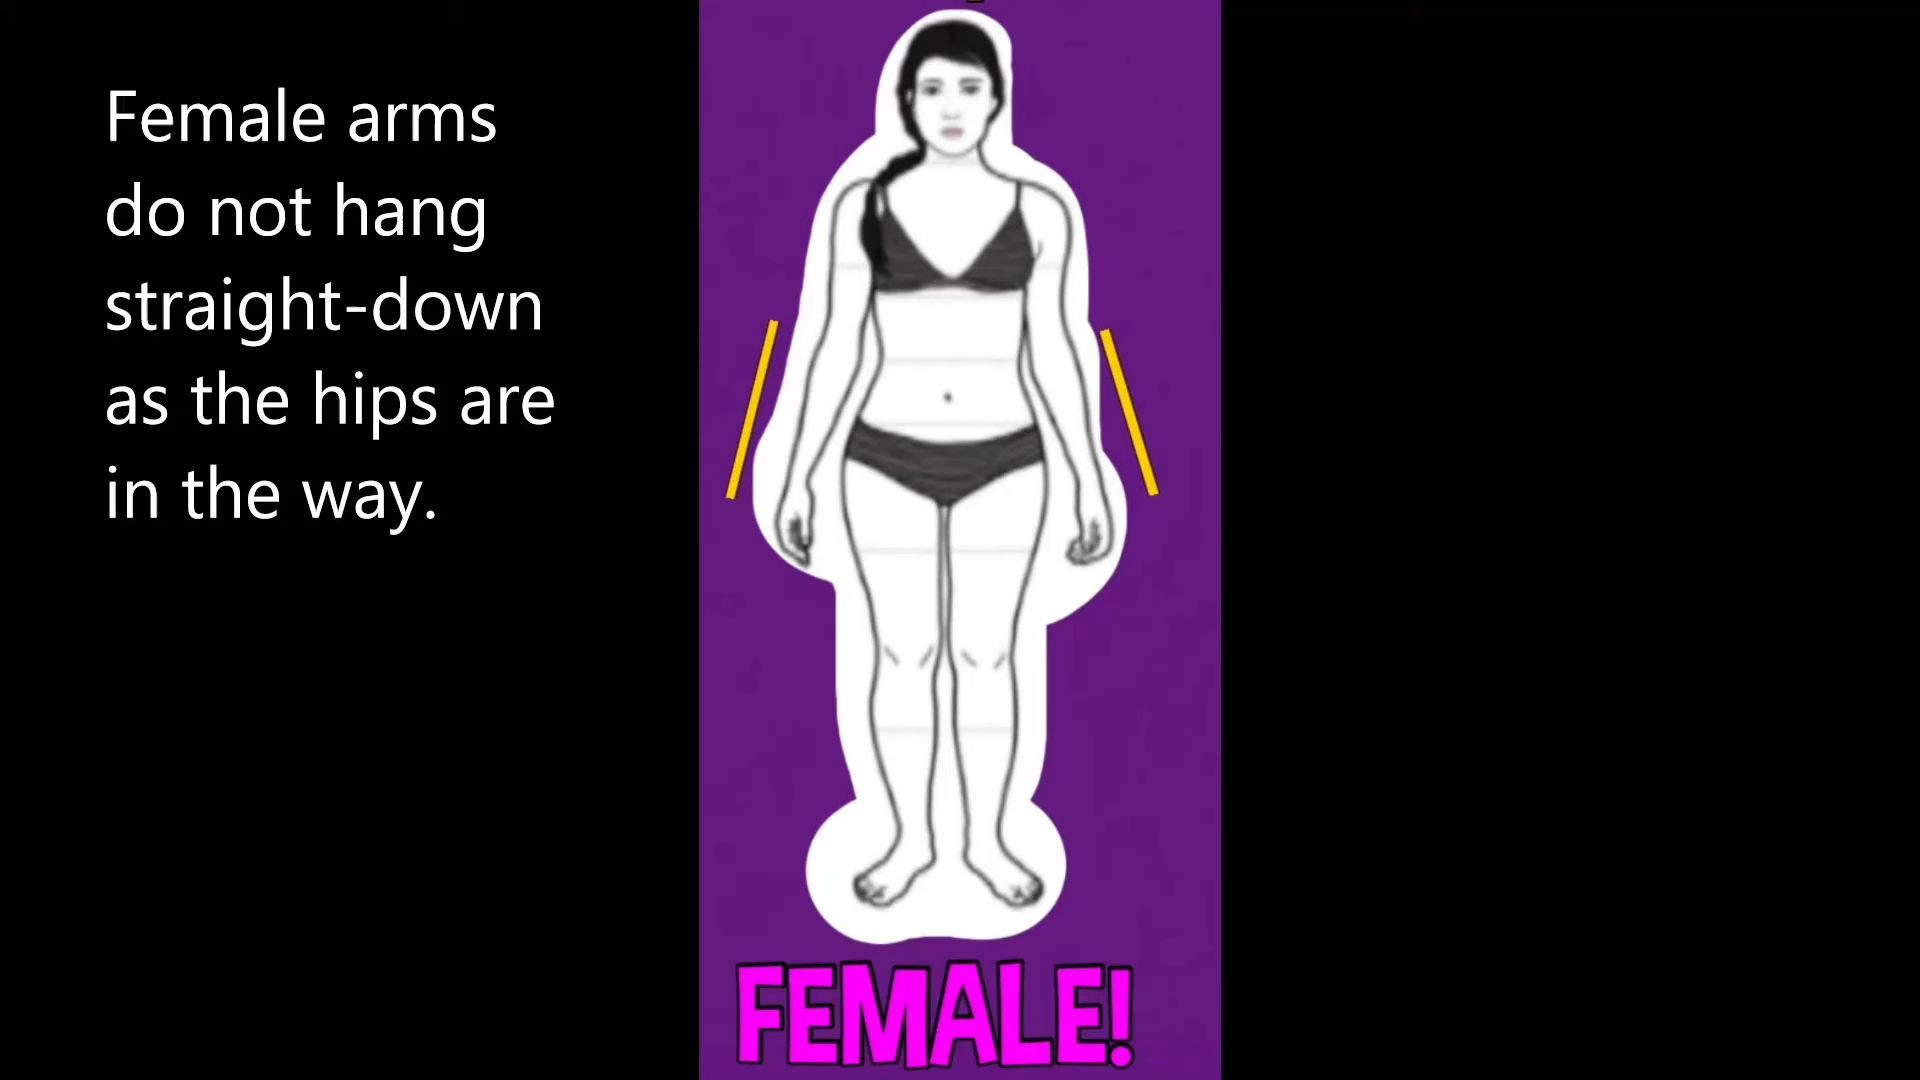 Female arms
do not hang
straight-down
as the hips are
in the way.
FEMALE!